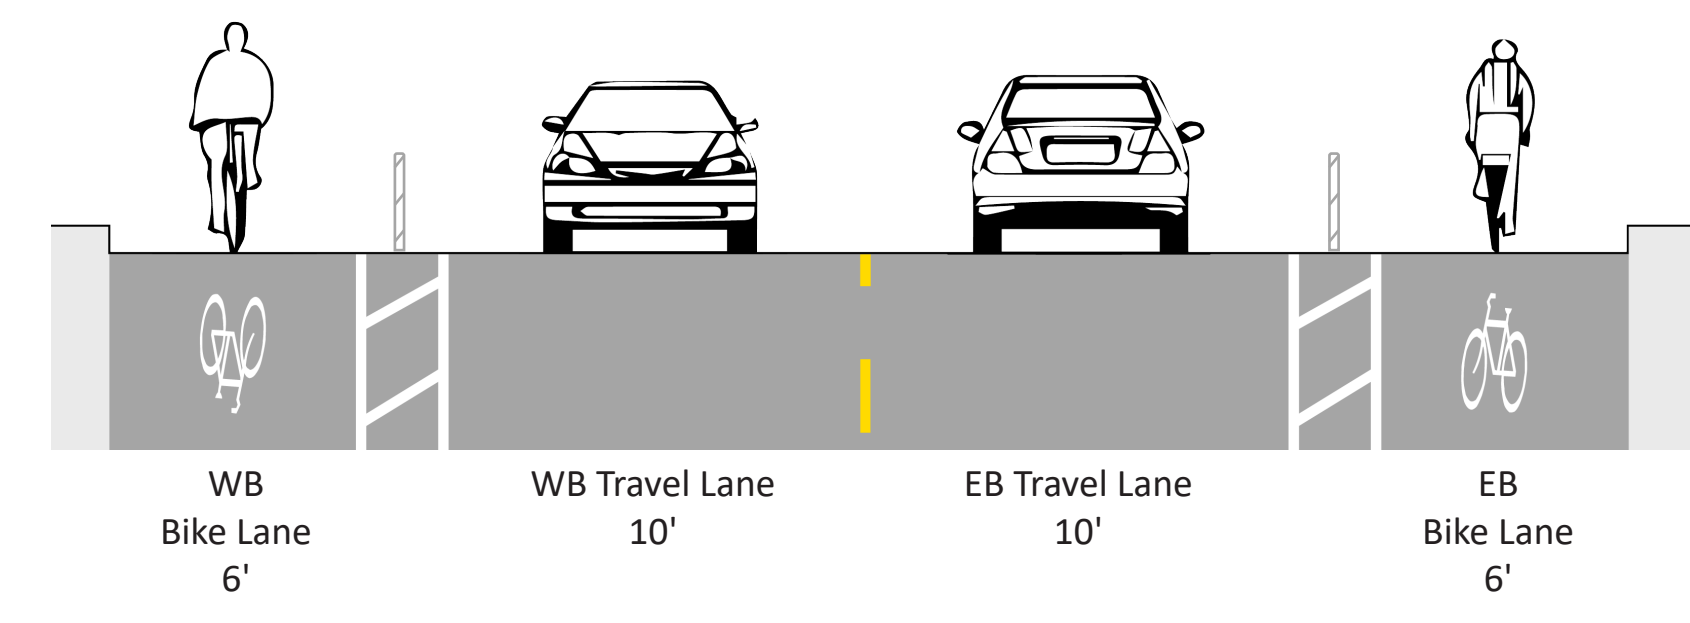 WB
Bike Lane
6'
WB Travel Lane
10'
EB Travel Lane
10'
EB
Bike Lane
6'